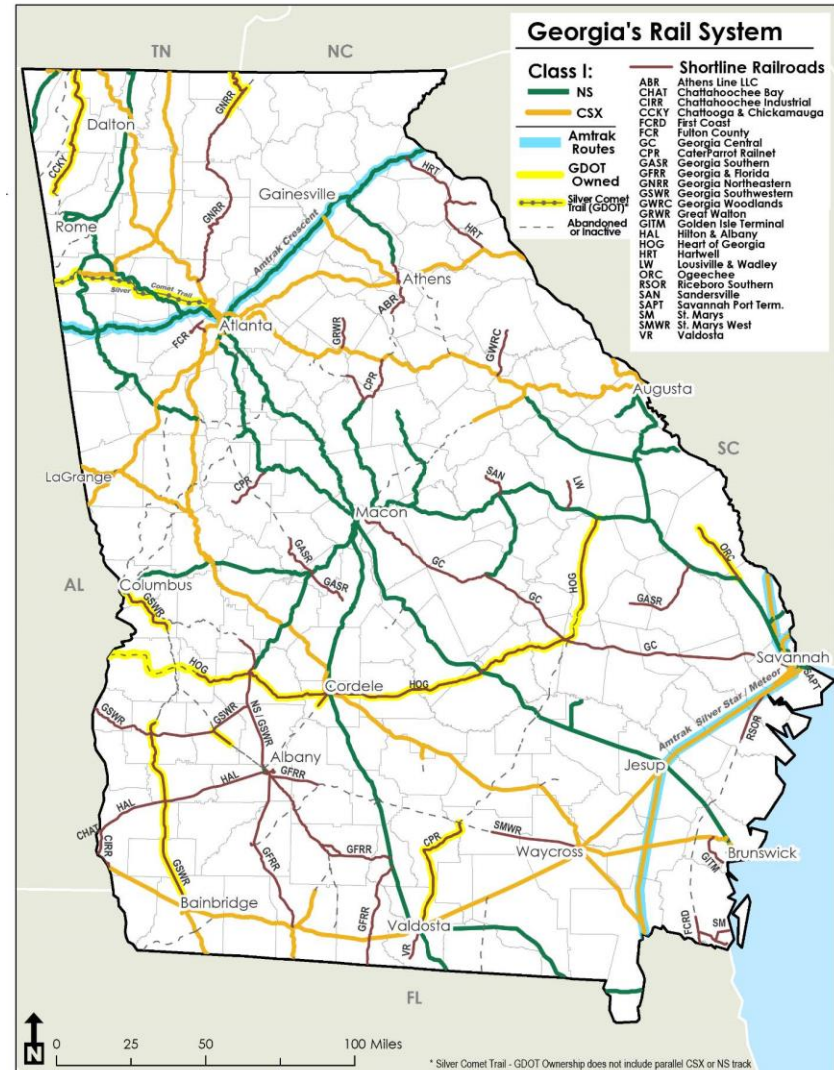 Georgia's Rail System
Class I:
NS
CSX
Amtrak
Routes
GDOT
Owned
Silver Comet
Trail (GDOT)*
Abandoned
or Inactive
Shortline Railroads
ABR Athens Line LLC
CHAT Chattahoochee Bay
CIRR Chattahoochee Industrial
CCKY Chattooga & Chickamauga
FCRD First Coast
FCR Fulton County
GC Georgia Central
CPR CaterParrot Railnet
GASR Georgia Southern
GFRR Georgia & Florida
GNRR Georgia Northeastern
GSWR Georgia Southwestern
GWRC Georgia Woodlands
GRWR Great Walton
GITM Golden Isle Terminal
HAL Hilton & Albany
HOG Heart of Georgia
HRT Hartwell
LW Lousiville & Wadley
ORC Ogeechee
RSOR Riceboro Southern
SAN Sandersville
SAPT Savannah Port Term.
SM St. Marys
SMWR St. Marys West
VR Valdosta
TN
NC
GNRR
Dalton
CCKY
HRT
Gainesville
GNRR
Rome
Amtrak Crescent
HRT
Athens
Silver Comet Trail
ABR
Atlanta
FCR
GRWR
GWRC
CPR
Augusta
SC
LaGrange
CPR
SAN
LW
Macon
GASR
GC
ORC
AL
Columbus
GASR
HOG
GSWR
GC
GASR
GC
Savannah
HOG
SAPT
Cordele
HOG
NS / GSWR
GSWR
GSWR
Amtrak Silver Star / Meteor
RSOR
Albany
Jesup
GFRR
HAL
HAL
CHAT
SMWR
CPR
CIRR
GFRR
GFRR
Waycross
Brunswick
GITM
GSWR
Bainbridge
GFRR
Valdosta
VR
FCRD
SM
FL
N
0 25 50 100 Miles
* Silver Comet Trail - GDOT Ownership does not include parallel CSX or NS track